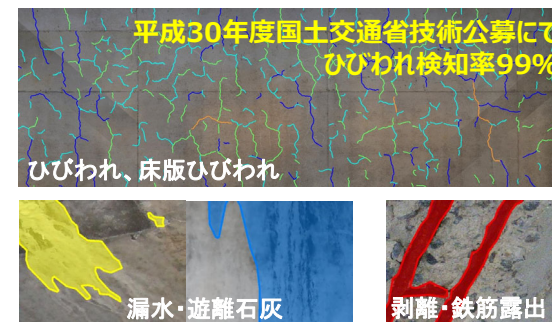 平成30年度国土交通省技術公募にて
ひびわれ検知率99%
ひびわれ、床版ひびわれ
漏水・遊離石灰
剥離・鉄筋露出